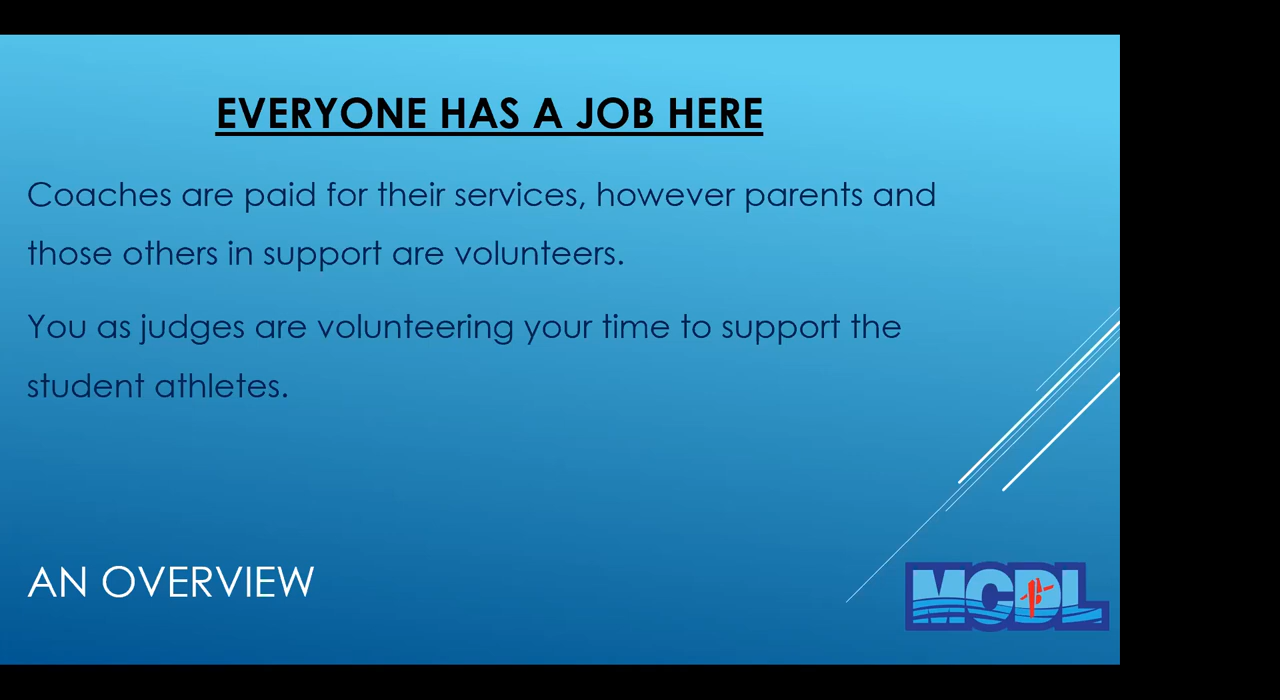 EVERYONE HAS A JOB HERE
Coaches are paid for their services, however parents and
those others in support are volunteers.
You as judges are volunteering your time to support the
student athletes.
AN OVERVIEW
MCDL